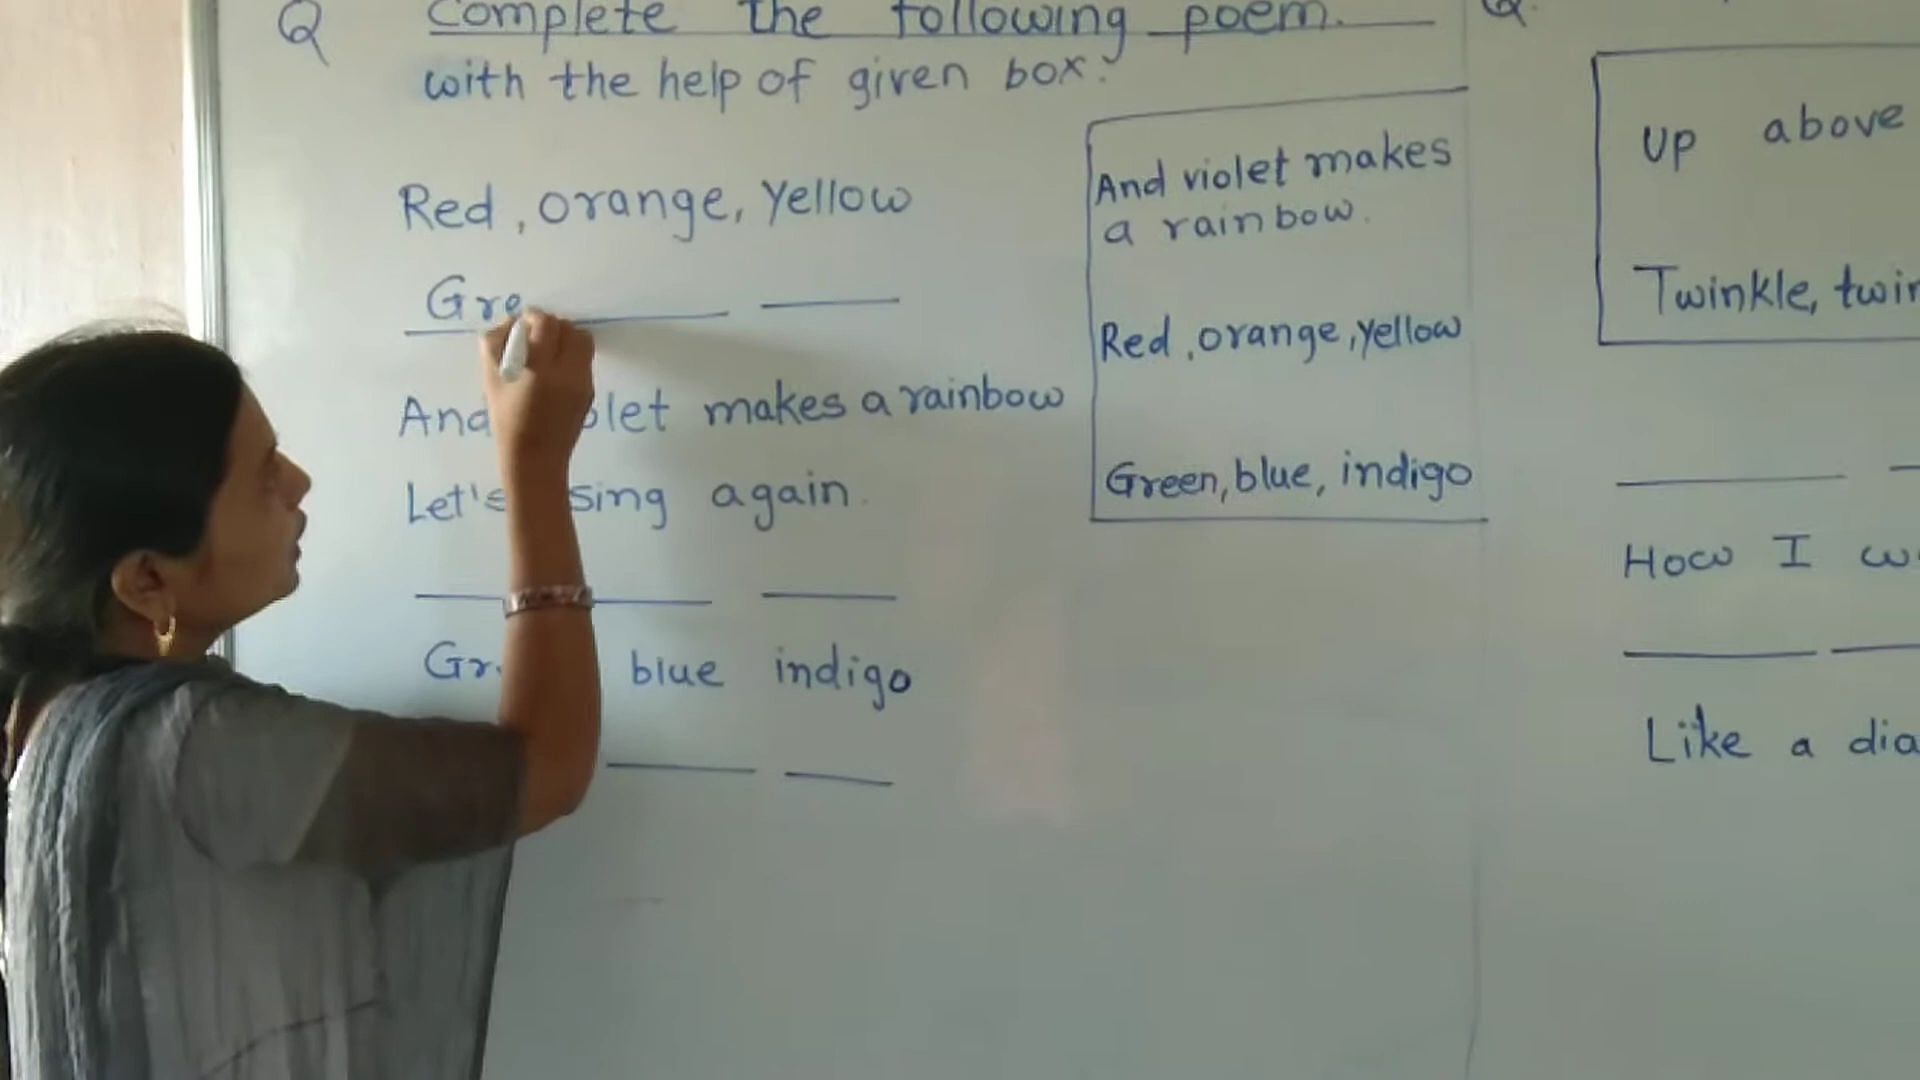 Q Complete the following poem.
with the help of given box:
Red, orange, yellow
Gre
And violet makes a rainbow
Let's sing again.
blue indigo
And violet makes
a rainbow.
Red, orange, yellow
Green, blue, indigo
Q.
Up above
Twinkle,
How I
Like a